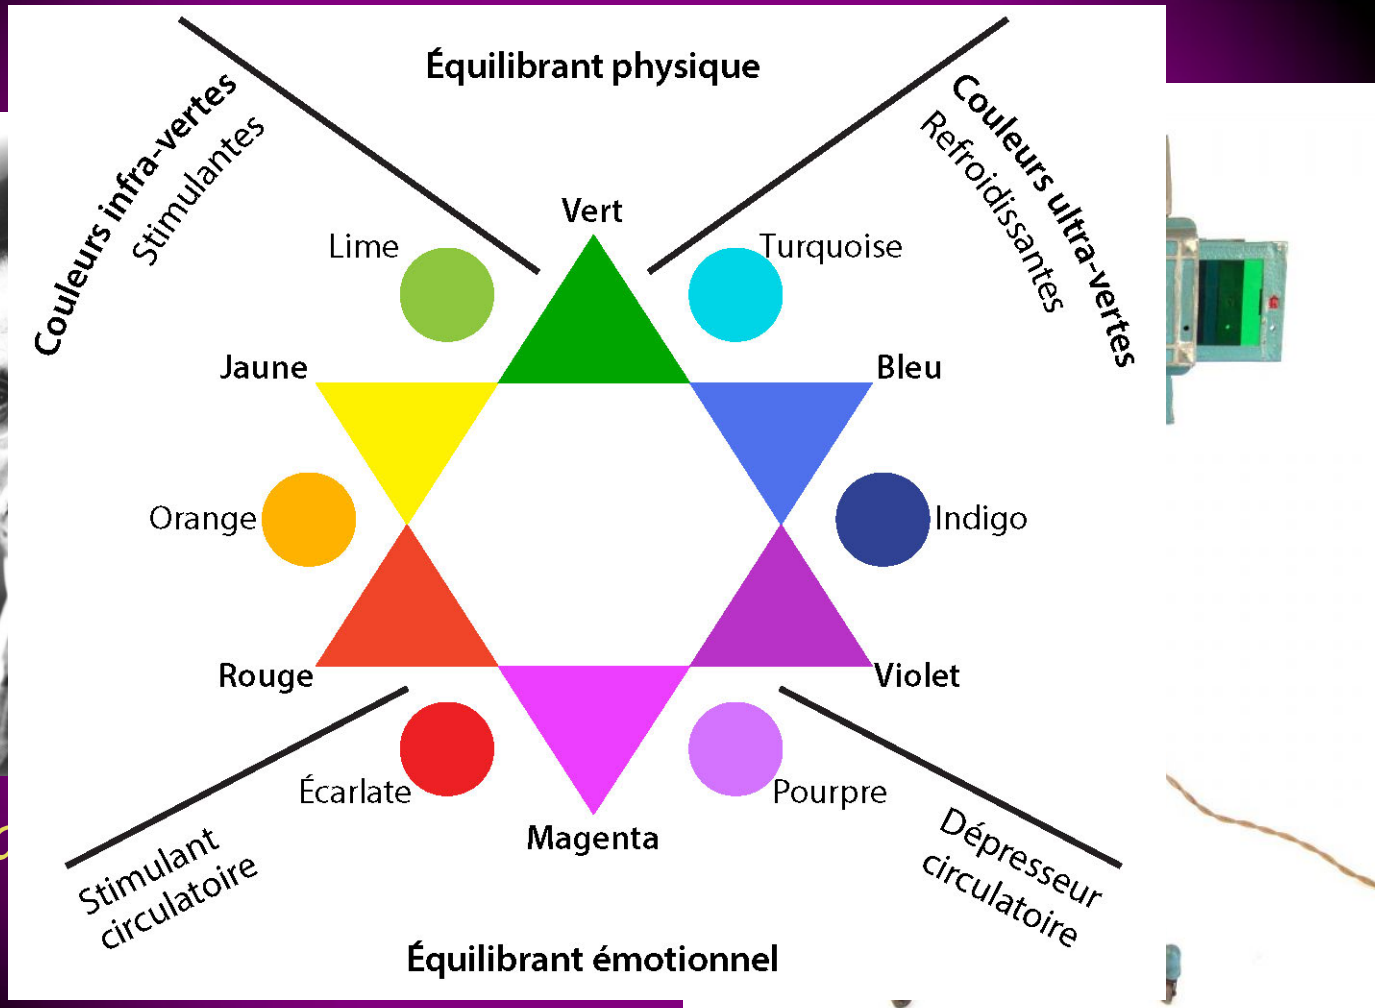 Équilibrant physique
Couleurs infra-vertes
Stimulantes
Couleurs ultra-vertes
Refroidissantes
Vert
Lime
Turquoise
Jaune
Bleu
Orange
Indigo
Rouge
Violet
Écarlate
Pourpre
Magenta
Stimulant
circulatoire
Dépresseur
circulatoire
Équilibrant émotionnel